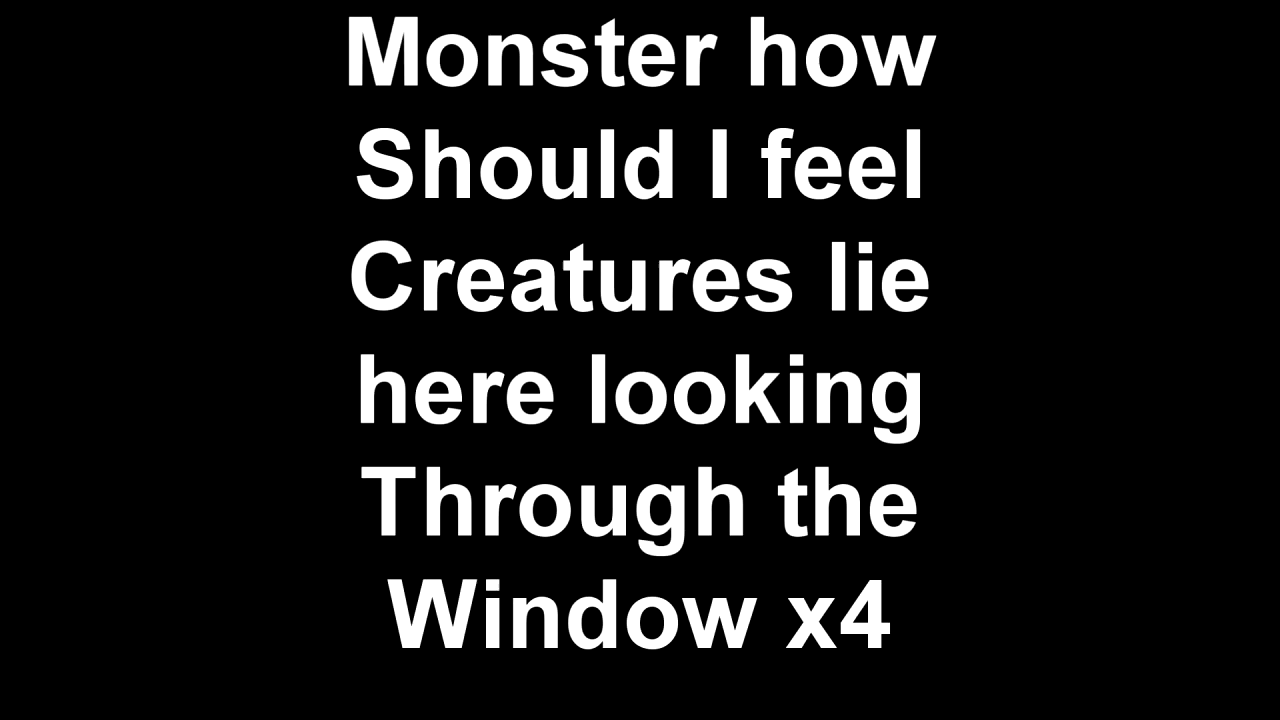 Monster how
Should I feel
Creatures lie
here looking
Through the
Window x4